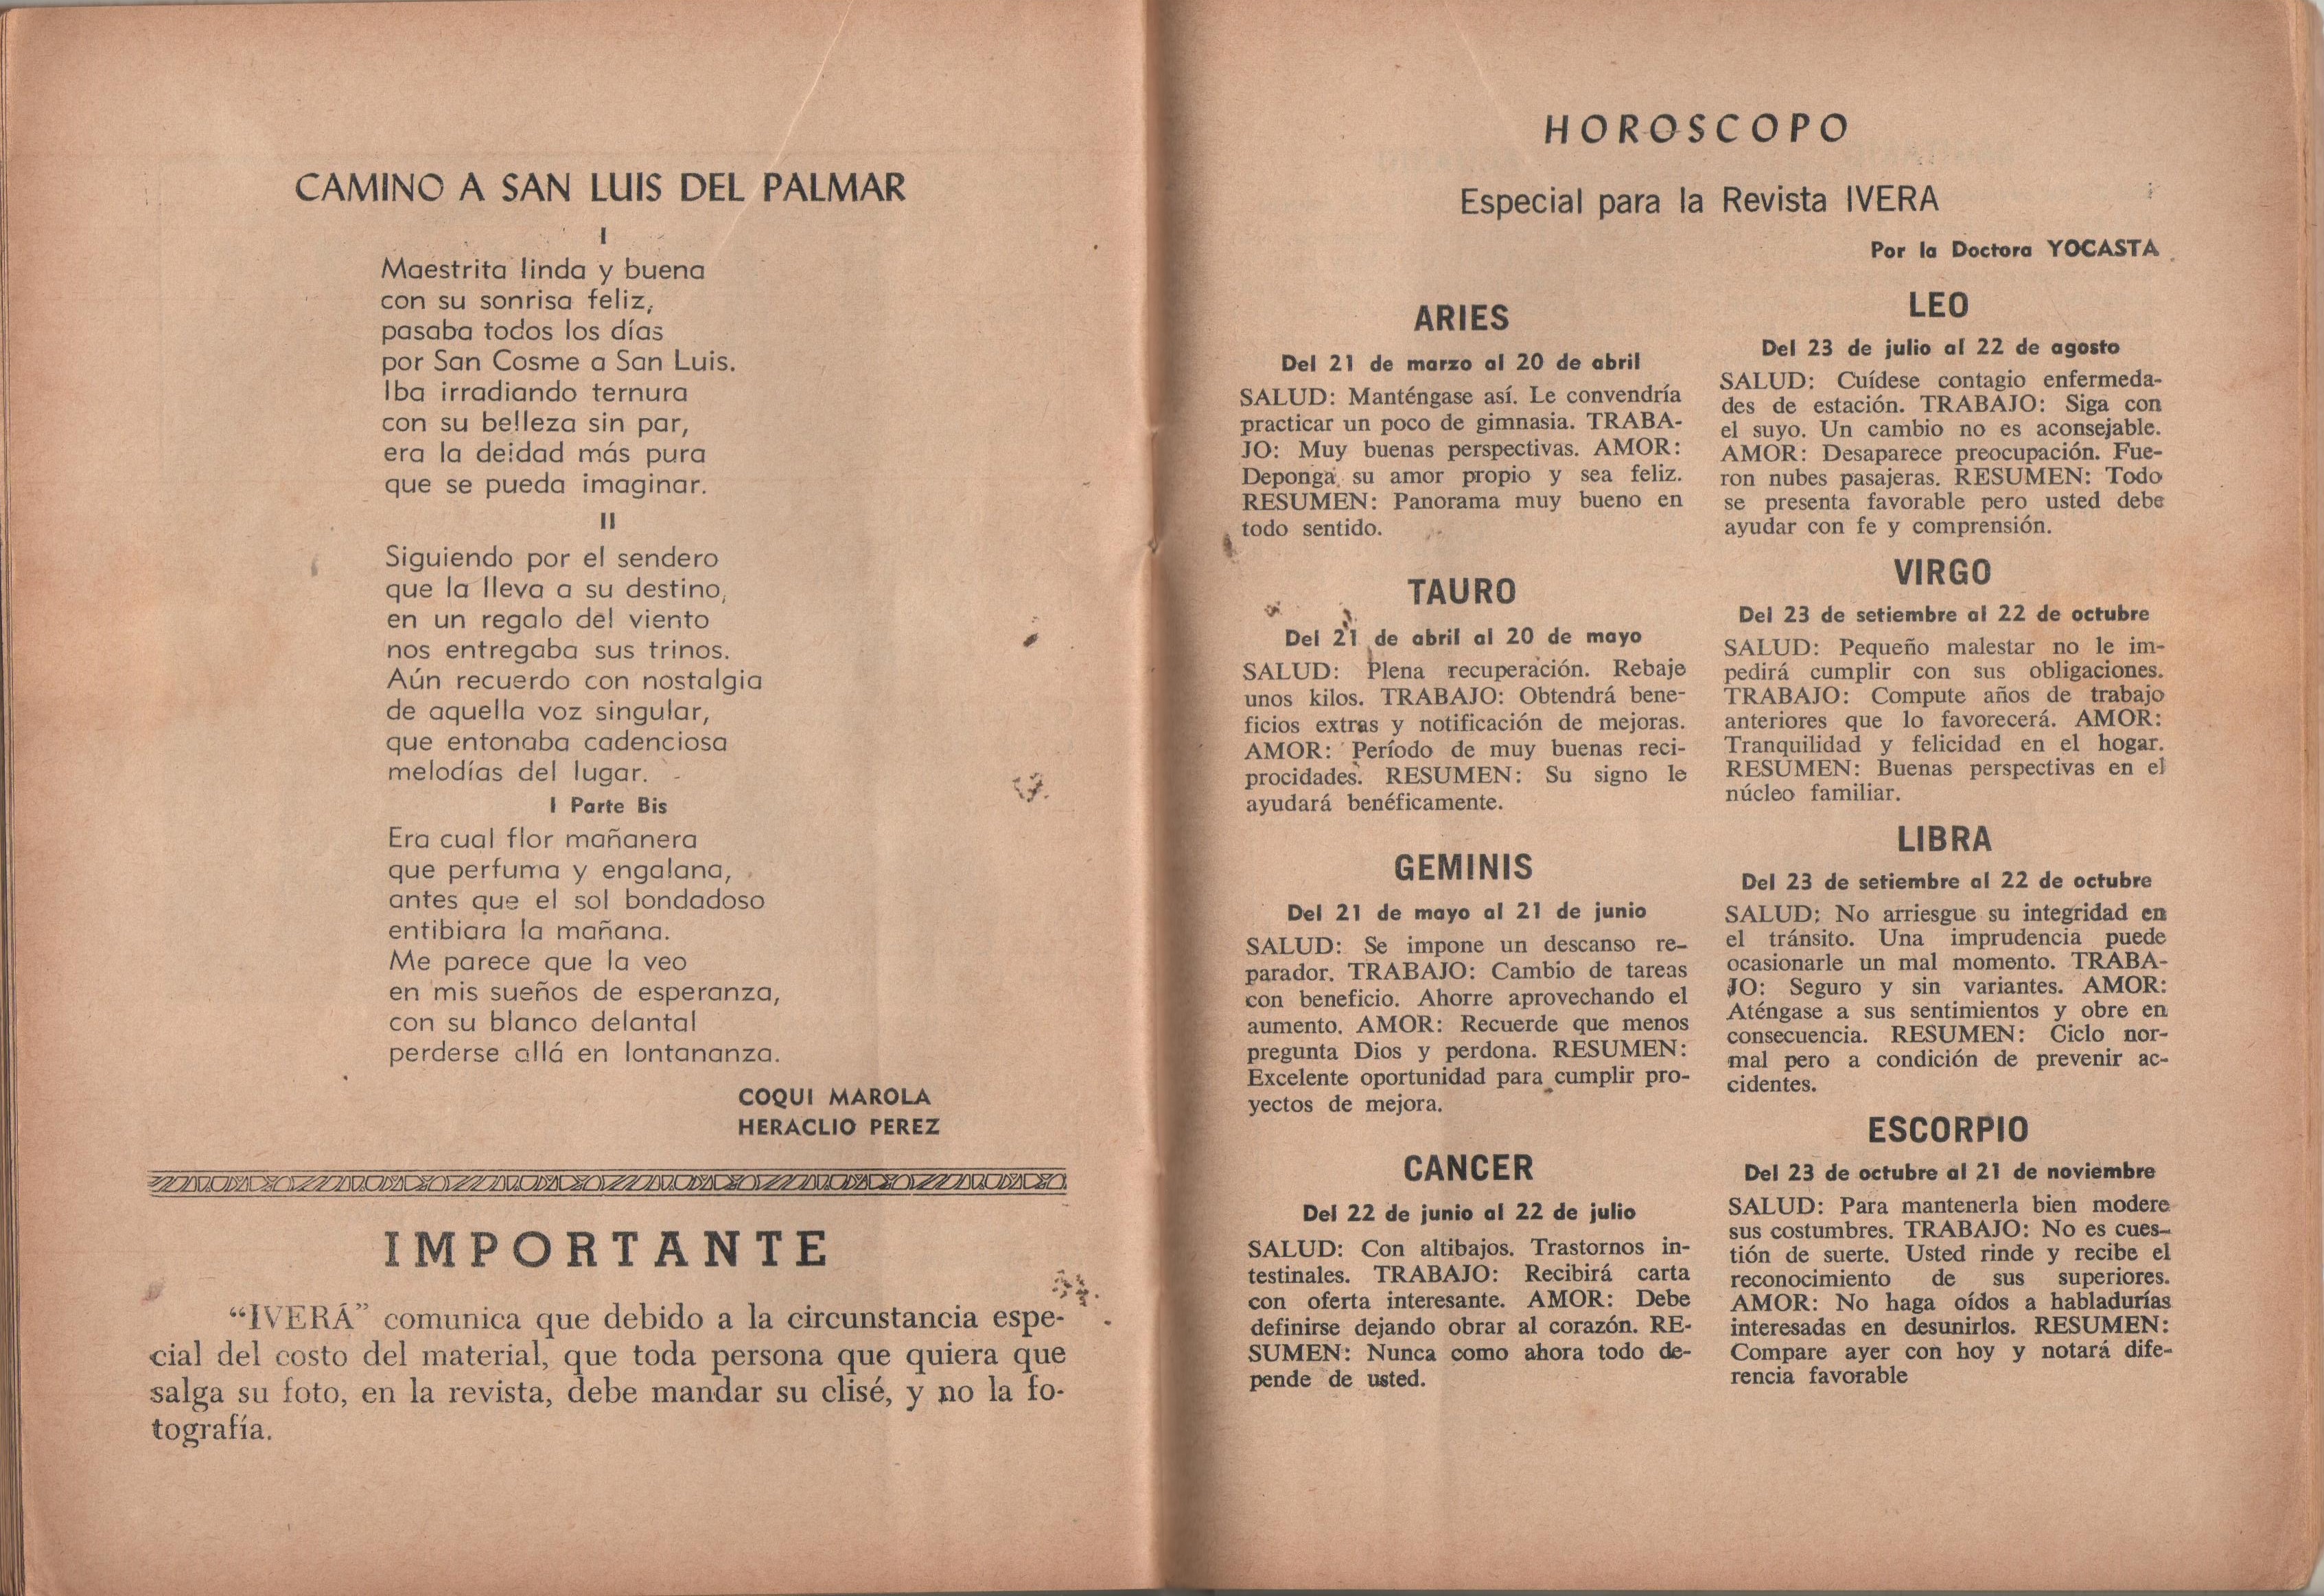 CAMINO A SAN LUIS DEL PALMAR
I
Maestrita linda y buena
con su sonrisa feliz,
pasaba todos los días
por San Cosme a San Luis.
Iba irradiando ternura
con su belleza sin par,
era la deidad más pura
que se pueda imaginar.
II
Siguiendo por el sendero
que la lleva a su destino,
en un regalo del viento
nos entregaba sus trinos.
Aún recuerdo con nostalgia
de aquella voz singular,
que entonaba cadenciosa
melodías del lugar.
I Parte Bis
Era cual flor mañanera
que perfuma y engalana,
antes que el sol bondadoso
entibiara la mañana.
Me parece que la veo
en mis sueños de esperanza,
con su blanco delantal
perderse allá en lontananza.
COQUI MAROLA
HERACLIO PEREZ
IMPORTANTE
“IVERÁ” comunica que debido a la circunstancia espe-
cial del costo del material, que toda persona que quiera que
salga su foto, en la revista, debe mandar su clisé, y no la fo-
tografía.
HOROSCOPO
Especial para la Revista IVERA
Por la Doctora YOCASTA
ARIES
Del 21 de marzo al 20 de abril
SALUD: Manténgase así. Le convendría
practicar un poco de gimnasia. TRABA-
JO: Muy buenas perspectivas. AMOR:
Deponga su amor propio y sea feliz.
RESUMEN: Panorama muy bueno en
todo sentido.
TAURO
Del 21 de abril al 20 de mayo
SALUD: Plena recuperación. Rebaje
unos kilos. TRABAJO: Obtendrá bene-
ficios extras y notificación de mejoras.
AMOR: Período de muy buenas reci-
procidades. RESUMEN: Su signo le
ayudará benéficamente.
GEMINIS
Del 21 de mayo al 21 de junio
SALUD: Se impone un descanso re-
parador. TRABAJO: Cambio de tareas
con beneficio. Ahorre aprovechando el
aumento. AMOR: Recuerde que menos
pregunta Dios y perdona. RESUMEN:
Excelente oportunidad para cumplir pro-
yectos de mejora.
CANCER
Del 22 de junio al 22 de julio
SALUD: Con altibajos. Trastornos in-
testinales. TRABAJO: Recibirá carta
con oferta interesante. AMOR: Debe
definirse dejando obrar al corazón. RE-
SUMEN: Nunca como ahora todo de-
pende de usted.
LEO
Del 23 de julio al 22 de agosto
SALUD: Cuídese contagio enfermeda-
des de estación. TRABAJO: Siga con
el suyo. Un cambio no es aconsejable.
AMOR: Desaparece preocupación. Fue-
ron nubes pasajeras. RESUMEN: Todo
se presenta favorable pero usted debe
ayudar con fe y comprensión.
VIRGO
Del 23 de setiembre al 22 de octubre
SALUD: Pequeño malestar no le im-
pedirá cumplir con sus obligaciones.
TRABAJO: Compute años de trabajo
anteriores que lo favorecerá. AMOR:
Tranquilidad y felicidad en el hogar.
RESUMEN: Buenas perspectivas en el
núcleo familiar.
LIBRA
Del 23 de setiembre al 22 de octubre
SALUD: No arriesgue su integridad en
el tránsito. Una imprudencia puede
ocasionarle un mal momento. TRABA-
JO: Seguro y sin variantes. AMOR:
Aténgase a sus sentimientos y obre en
consecuencia. RESUMEN: Ciclo nor-
mal pero a condición de prevenir ac-
cidentes.
ESCORPIO
Del 23 de octubre al 21 de noviembre
SALUD: Para mantenerla bien modere
sus costumbres. TRABAJO: No es cues-
tión de suerte. Usted rinde y recibe el
reconocimiento de sus superiores.
AMOR: No haga oídos a habladurías
interesadas en desunirlos. RESUMEN:
Compare ayer con hoy y notará dife-
rencia favorable